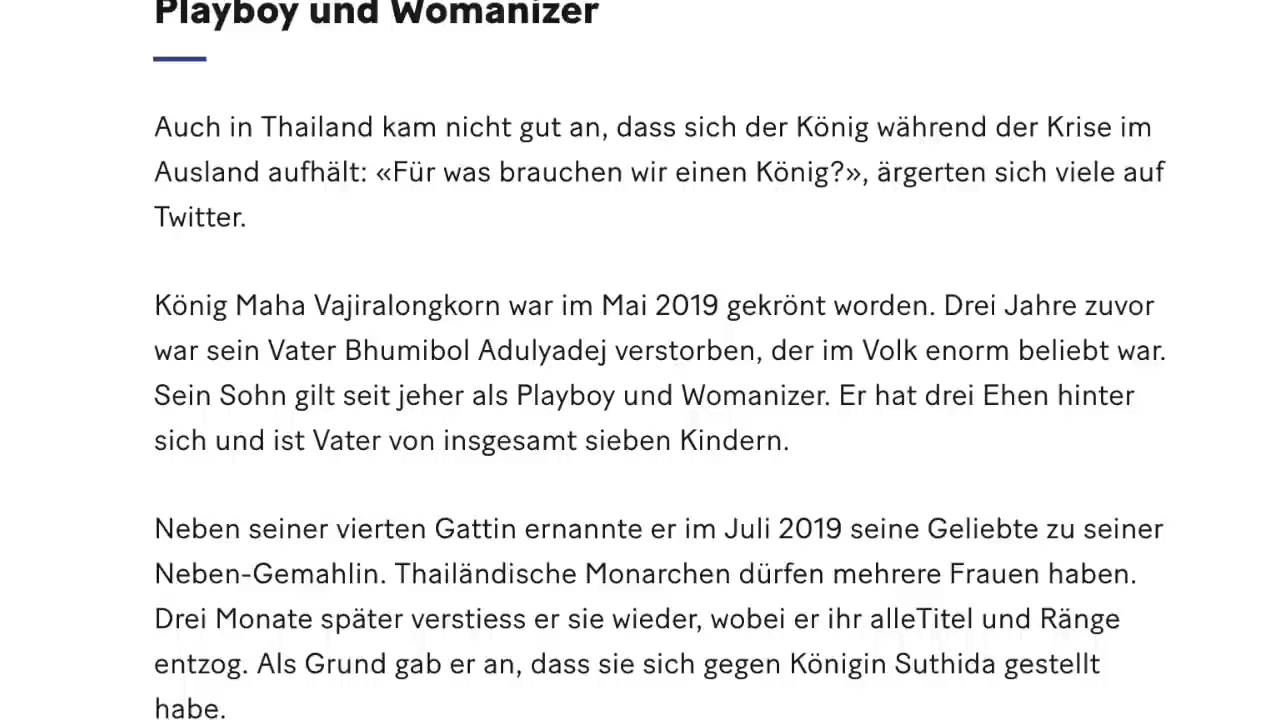 Playboy und Womanizer
Auch in Thailand kam nicht gut an, dass sich der König während der Krise im
Ausland aufhält: «Für was brauchen wir einen König?», ärgerten sich viele auf
Twitter.
König Maha Vajiralongkorn war im Mai 2019 gekrönt worden. Drei Jahre zuvor
war sein Vater Bhumibol Adulyadej verstorben, der im Volk enorm beliebt war.
Sein Sohn gilt seit jeher als Playboy und Womanizer. Er hat drei Ehen hinter
sich und ist Vater von insgesamt sieben Kindern.
Neben seiner vierten Gattin ernannte er im Juli 2019 seine Geliebte zu seiner
Neben-Gemahlin. Thailändische Monarchen dürfen mehrere Frauen haben.
Drei Monate später verstiess er sie wieder, wobei er ihr alleTitel und Ränge
entzog. Als Grund gab er an, dass sie sich gegen Königin Suthida gestellt
habe.